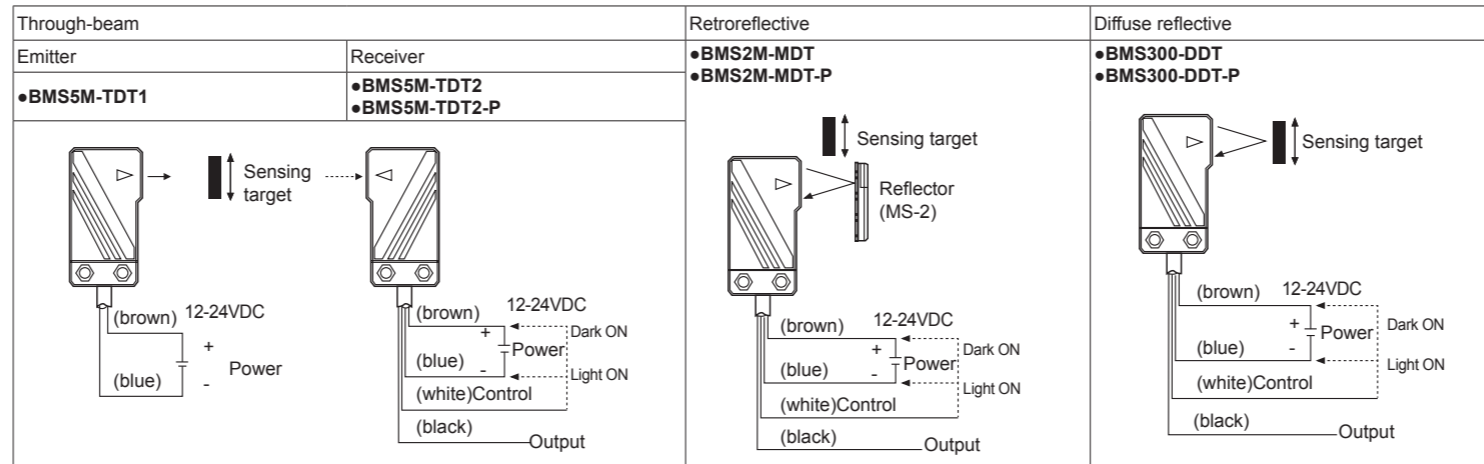 Through-beam
Retroreflective
Diffuse reflective
Emitter
Receiver
●BMS5M-TDT1
●BMS5M-TDT2
●BMS5M-TDT2-P
●BMS2M-MDT
●BMS2M-MDT-P
●BMS300-DDT
●BMS300-DDT-P
Sensing
target
(brown) 12-24VDC
+
Power
(blue)
-
(brown) 12-24VDC
+
Dark ON
Power
(blue)
-
Light ON
(white)Control
(black)
Output
Sensing target
Reflector
(MS-2)
(brown) 12-24VDC
+
Dark ON
Power
(blue)
-
Light ON
(white)Control
(black)
Output
Sensing target
(brown) 12-24VDC
+
Dark ON
Power
(blue)
-
Light ON
(white)Control
(black)
Output